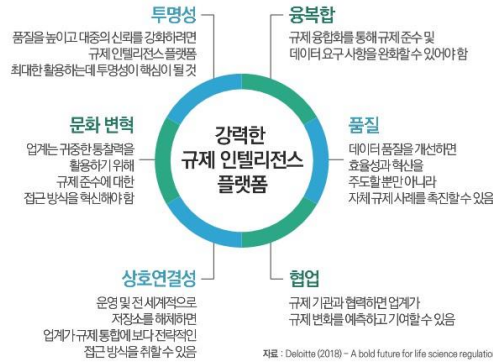 투명성
품질을 높이고 대중의 신뢰를 강화하려면
규제 인텔리전스 플랫폼
최대한 활용하는데 투명성이 핵심이 될 것
융복합
규제 융합화를 통해 규제 준수 및
데이터 요구 사항을 완화할 수 있어야 함
문화 변혁
업계는 귀중한 통찰력을
활용하기 위해
규제 준수에 대한
접근 방식을 혁신해야 함
강력한
규제 인텔리전스
플랫폼
품질
데이터 품질을 개선하면
효율성과 혁신을
주도할 뿐만 아니라
자체 규제 사례를 촉진할 수 있음
상호연결성
운영 및 전 세계적으로
저장소를 해제하면
업계가 규제 통합에 보다 전략적인
접근 방식을 취할 수 있음
협업
규제 기관과 협력하면 업계가
규제 변화를 예측하고 기여할 수 있음
자료 : Deloitte (2018) – A bold future for life science regulatio